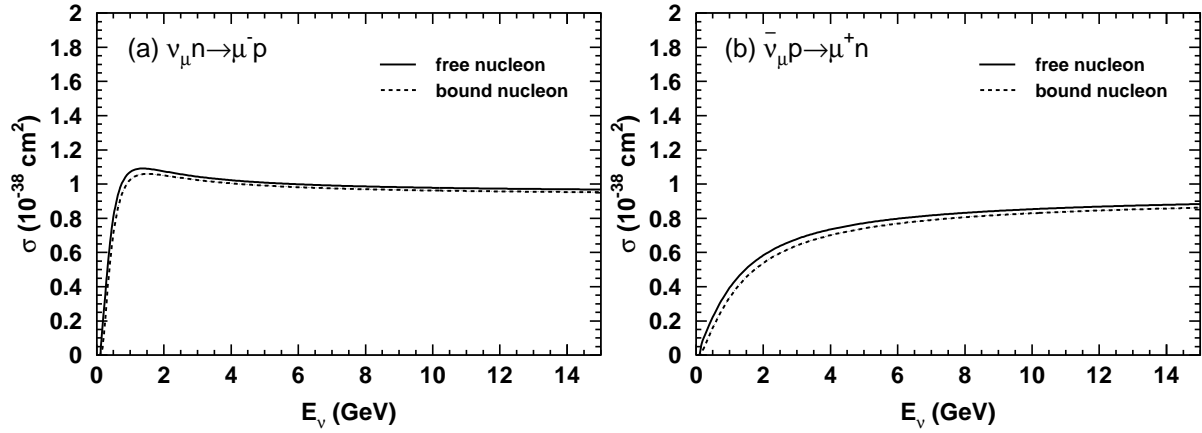 (a) νμn→μ-p
free nucleon
bound nucleon
σ (10-38 cm2)
2
1.8
1.6
1.4
1.2
1
0.8
0.6
0.4
0.2
0
0 2 4 6 8 10 12 14
Eν (GeV)
(b) ν̄μp→μ+n
free nucleon
bound nucleon
σ (10-38 cm2)
2
1.8
1.6
1.4
1.2
1
0.8
0.6
0.4
0.2
0
0 2 4 6 8 10 12 14
Eν (GeV)